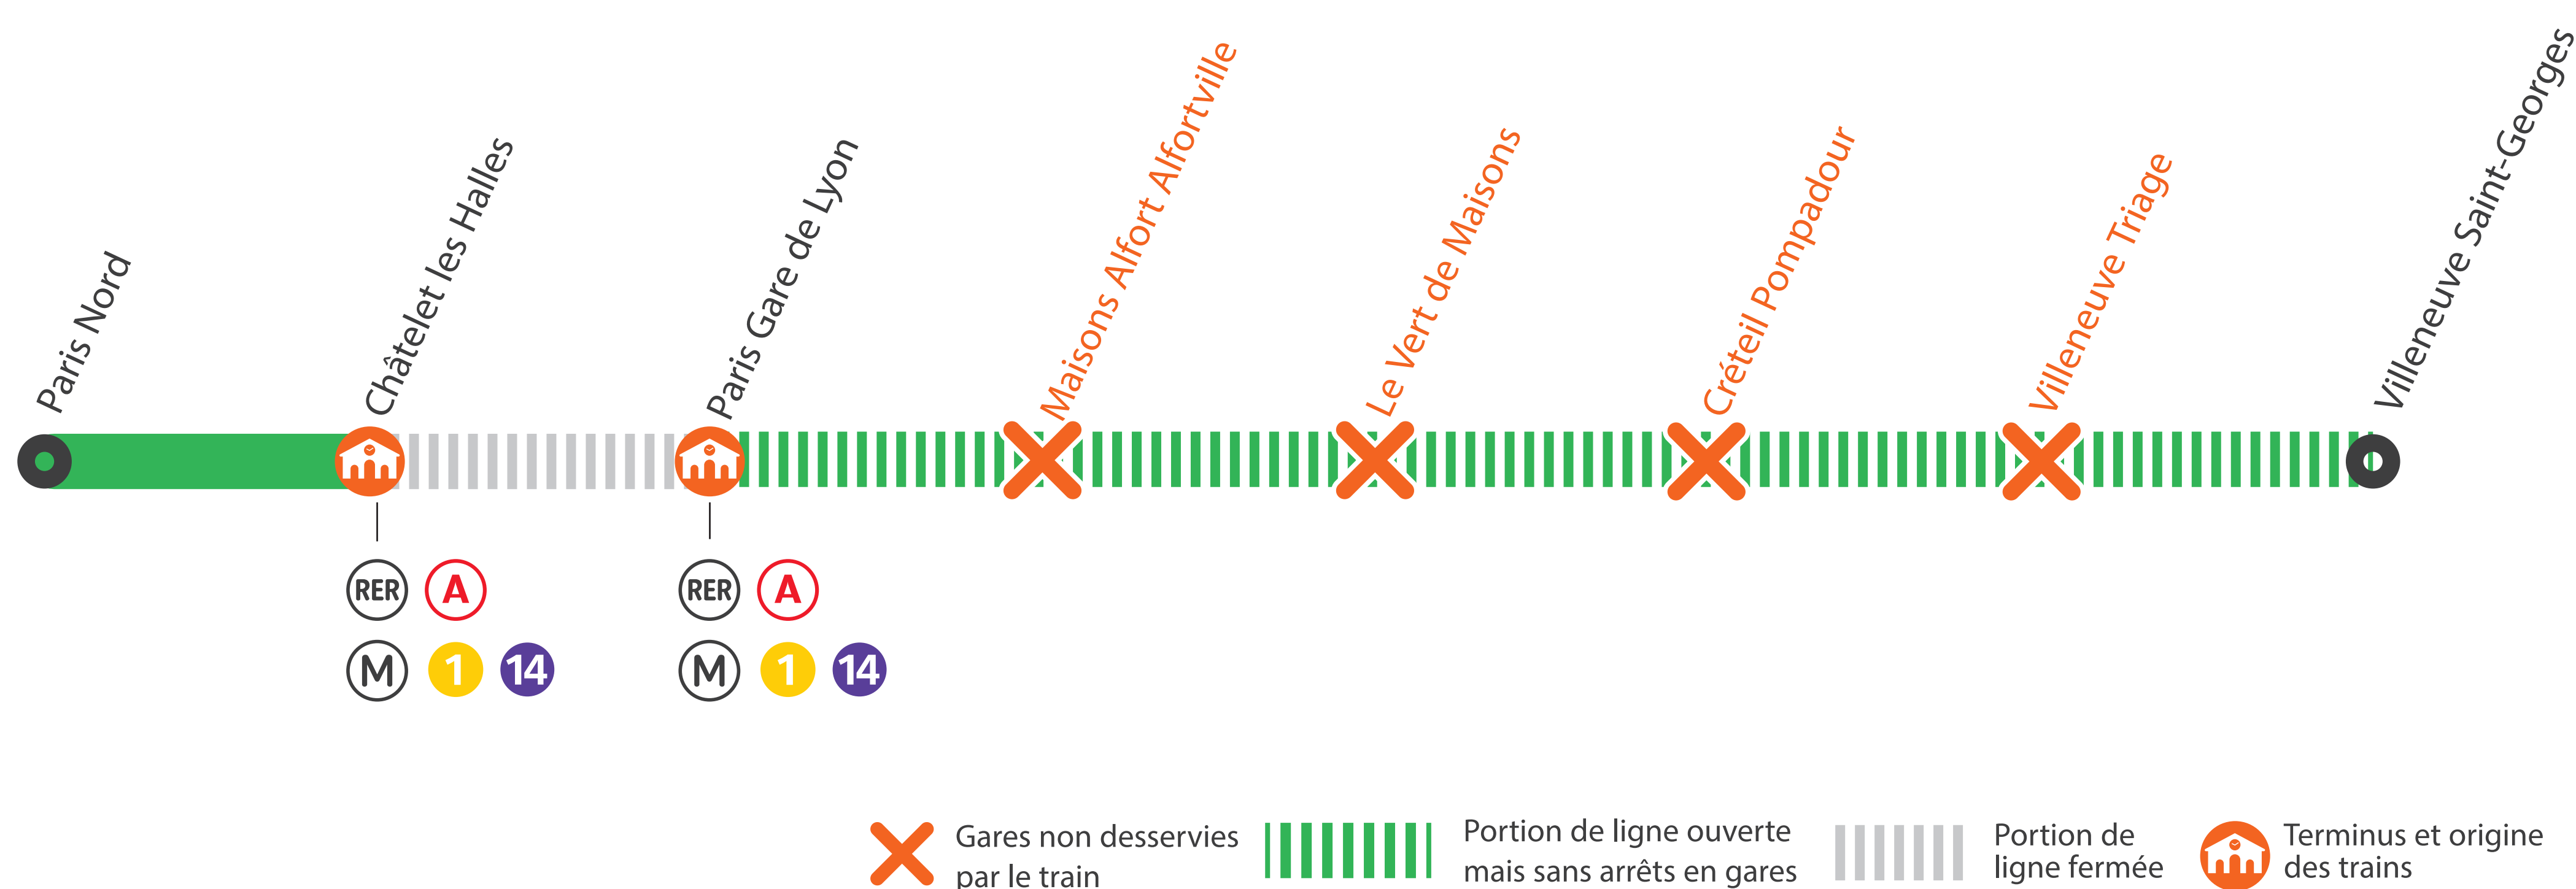 Paris Nord
Châtelet les Halles
Paris Gare de Lyon
Maisons Alfort Alfortville
Le Vert de Maisons
Créteil Pompadour
Villeneuve Triage
Villeneuve Saint-Georges
RER A
M 1 14
RER A
M 1 14
Gares non desservies
par le train
Portion de ligne ouverte
mais sans arrêts en gares
Portion de
ligne fermée
Terminus et origine
des trains